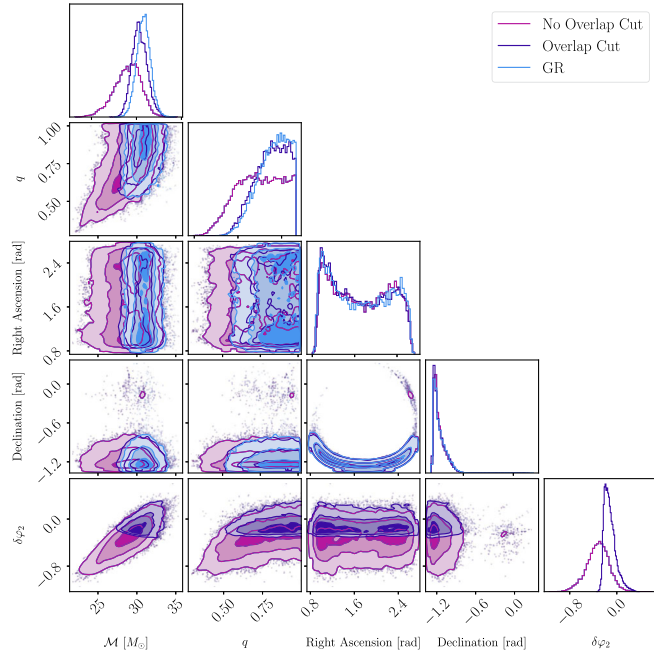 No Overlap Cut
Overlap Cut
GR
1.00
0.75
0.50
q
2.4
1.6
0.8
Right Ascension [rad]
0.0
−0.6
−1.2
Declination [rad]
0.0
−0.8
δφ₂
25 30 35
0.50 0.75
0.8 1.6 2.4
−1.2 −0.6 0.0
−0.8 0.0
ℳ [M⊙] q Right Ascension [rad] Declination [rad] δφ₂